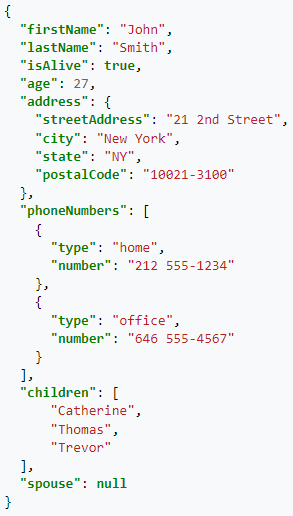 {
  "firstName": "John",
  "lastName": "Smith",
  "isAlive": true,
  "age": 27,
  "address": {
    "streetAddress": "21 2nd Street",
    "city": "New York",
    "state": "NY",
    "postalCode": "10021-3100"
  },
  "phoneNumbers": [
    {
      "type": "home",
      "number": "212 555-1234"
    },
    {
      "type": "office",
      "number": "646 555-4567"
    }
  ],
  "children": [
      "Catherine",
      "Thomas",
      "Trevor"
  ],
  "spouse": null
}